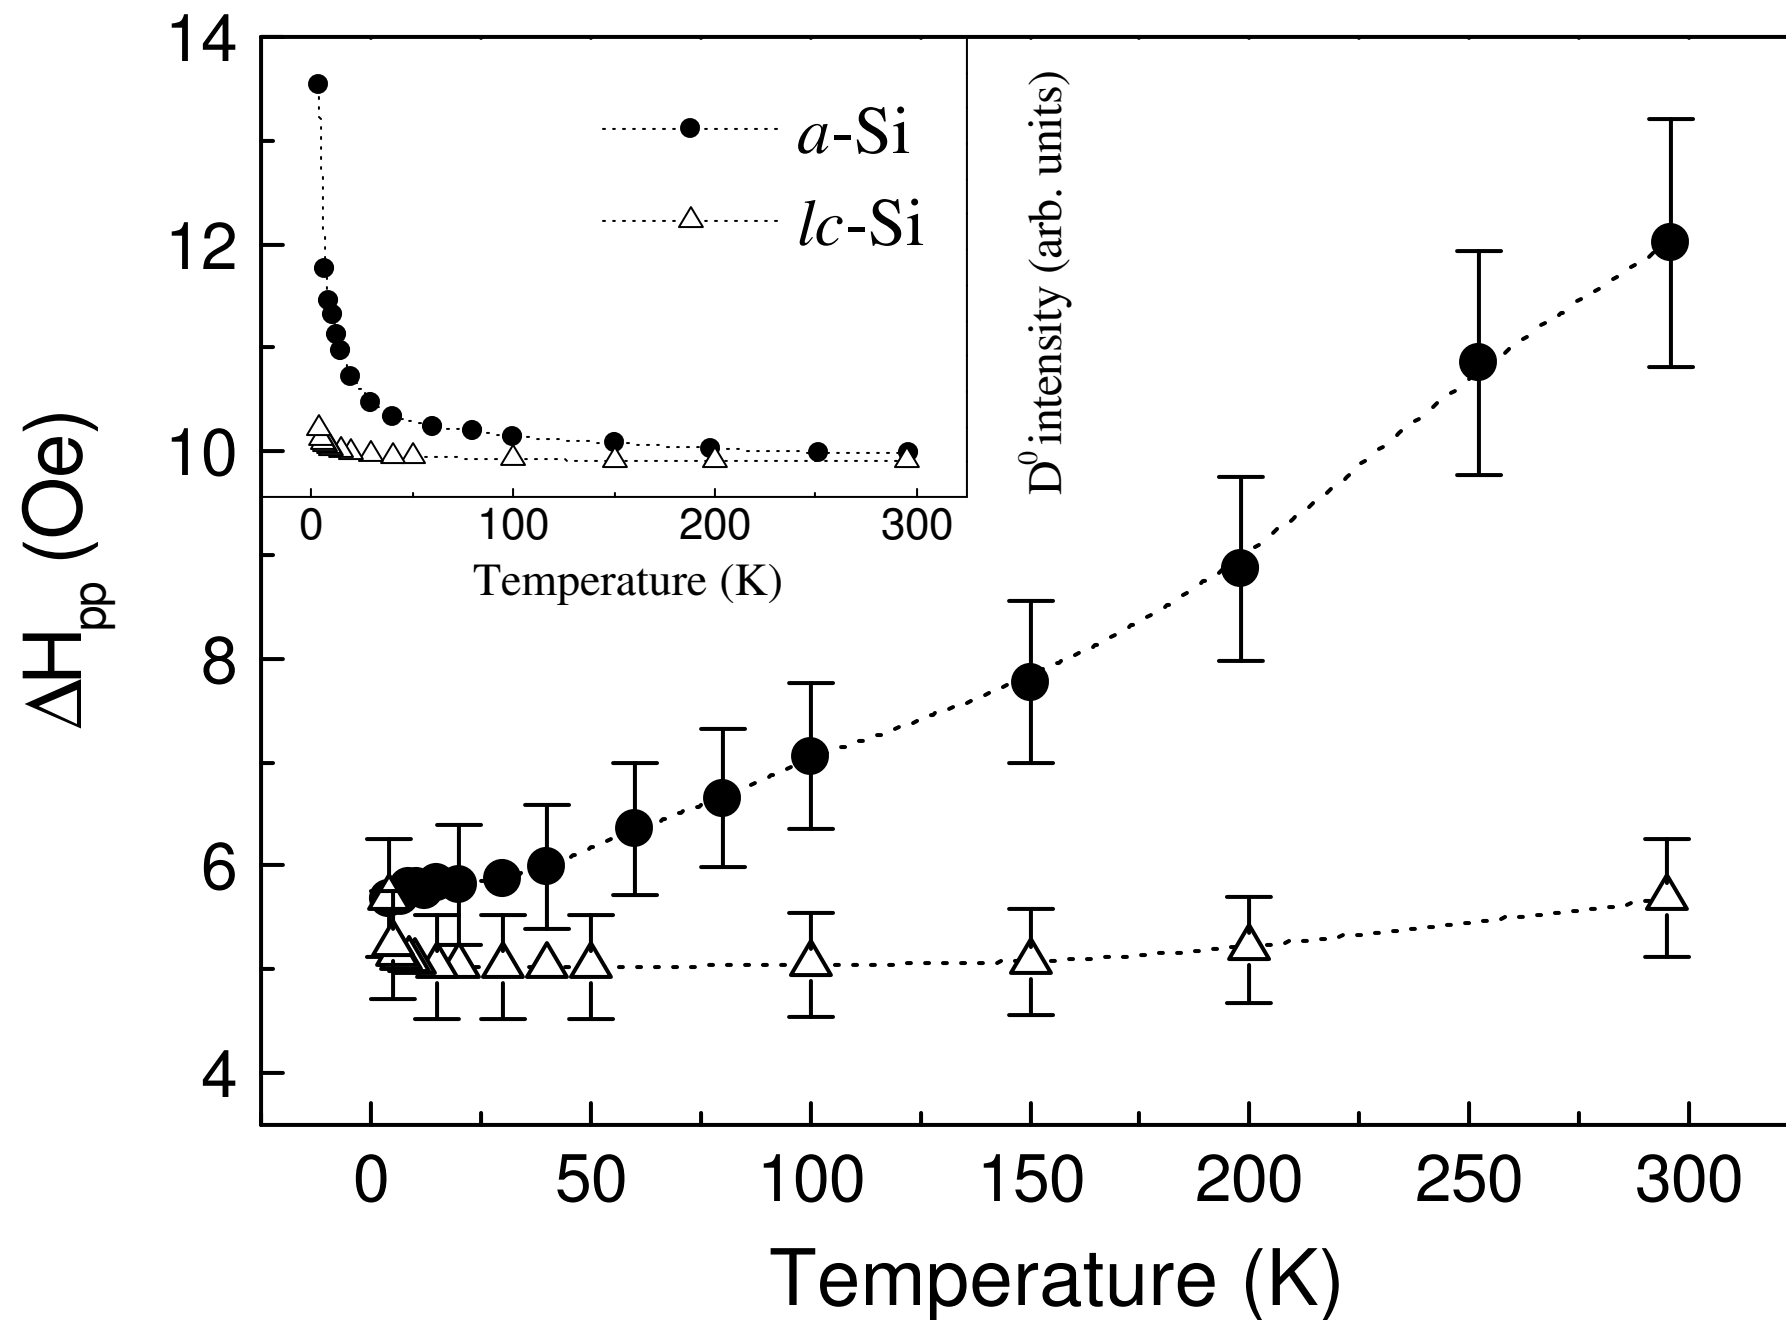 14
12
10
8
6
4
ΔHpp (Oe)
a-Si
lc-Si
D⁰ intensity (arb. units)
0 100 200 300
Temperature (K)
0 50 100 150 200 250 300
Temperature (K)